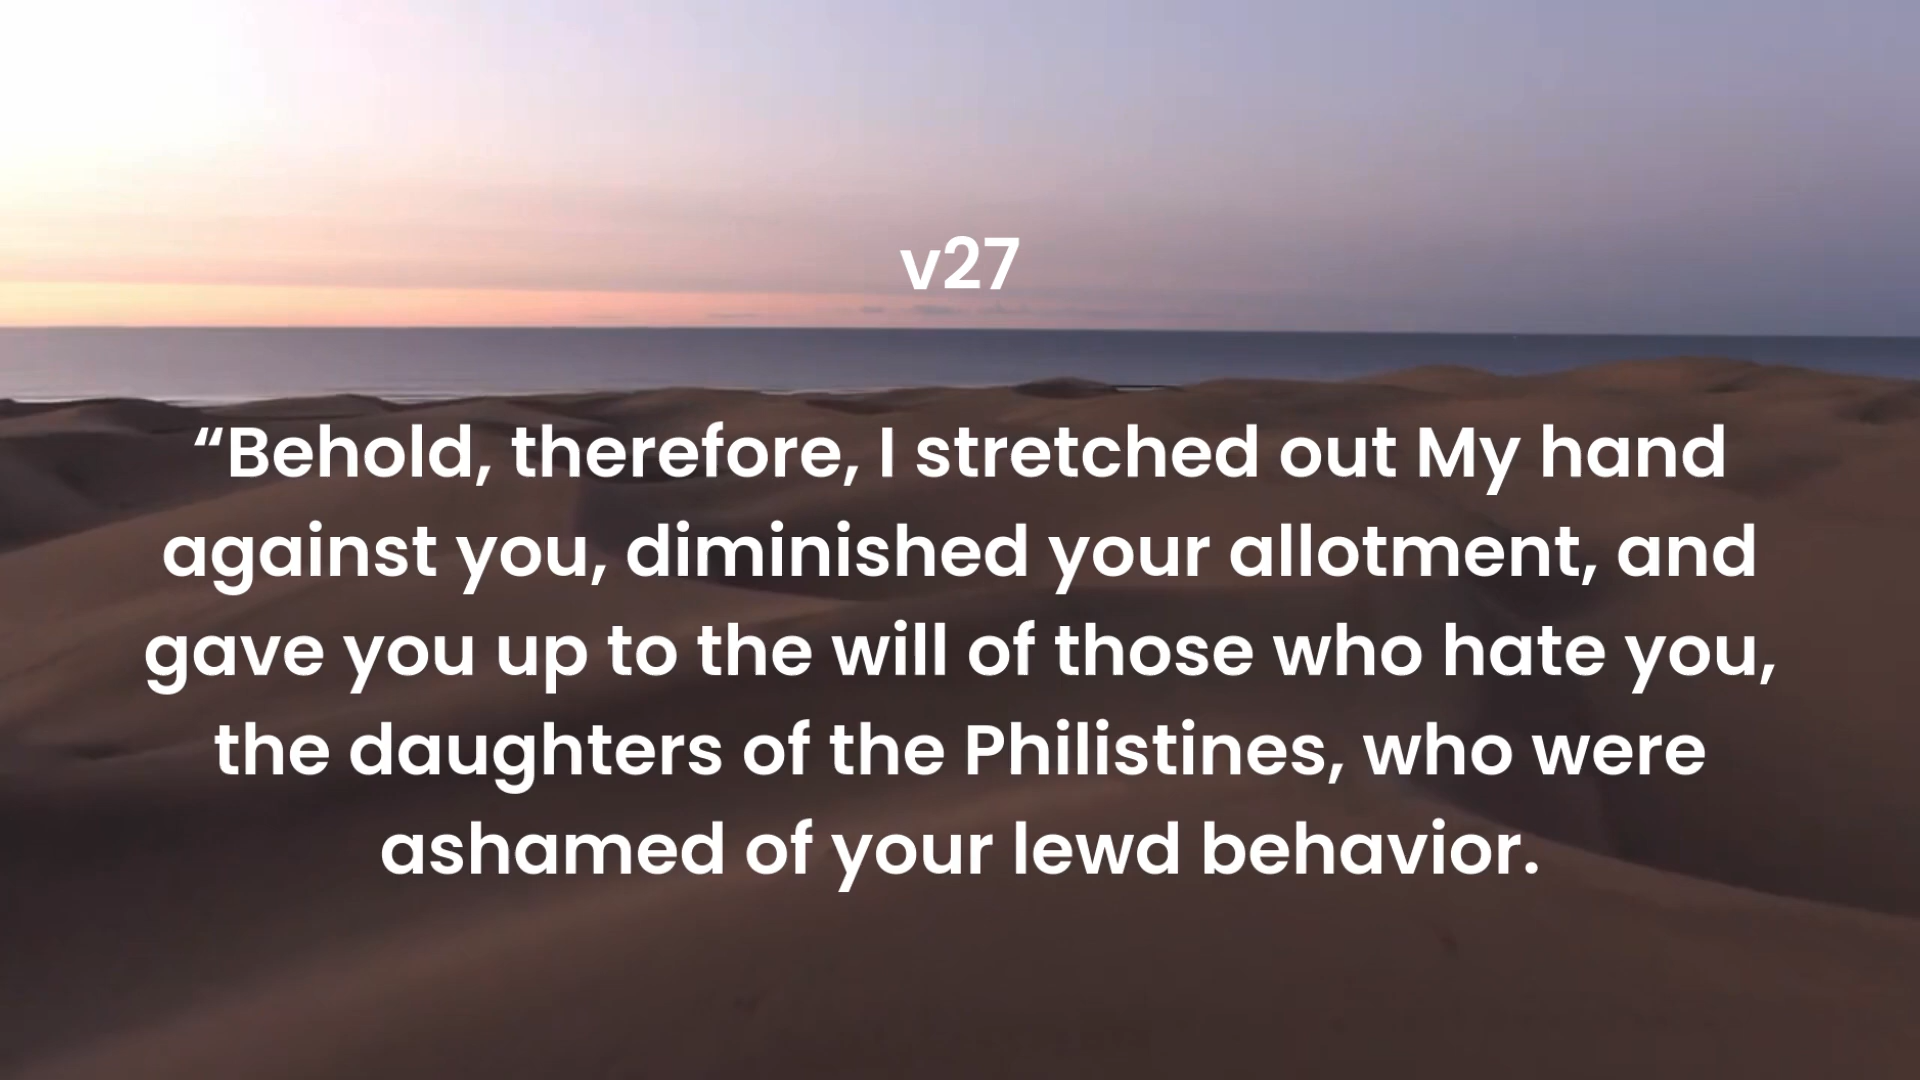 v27
“Behold, therefore, I stretched out My hand
against you, diminished your allotment, and
gave you up to the will of those who hate you,
the daughters of the Philistines, who were
ashamed of your lewd behavior.